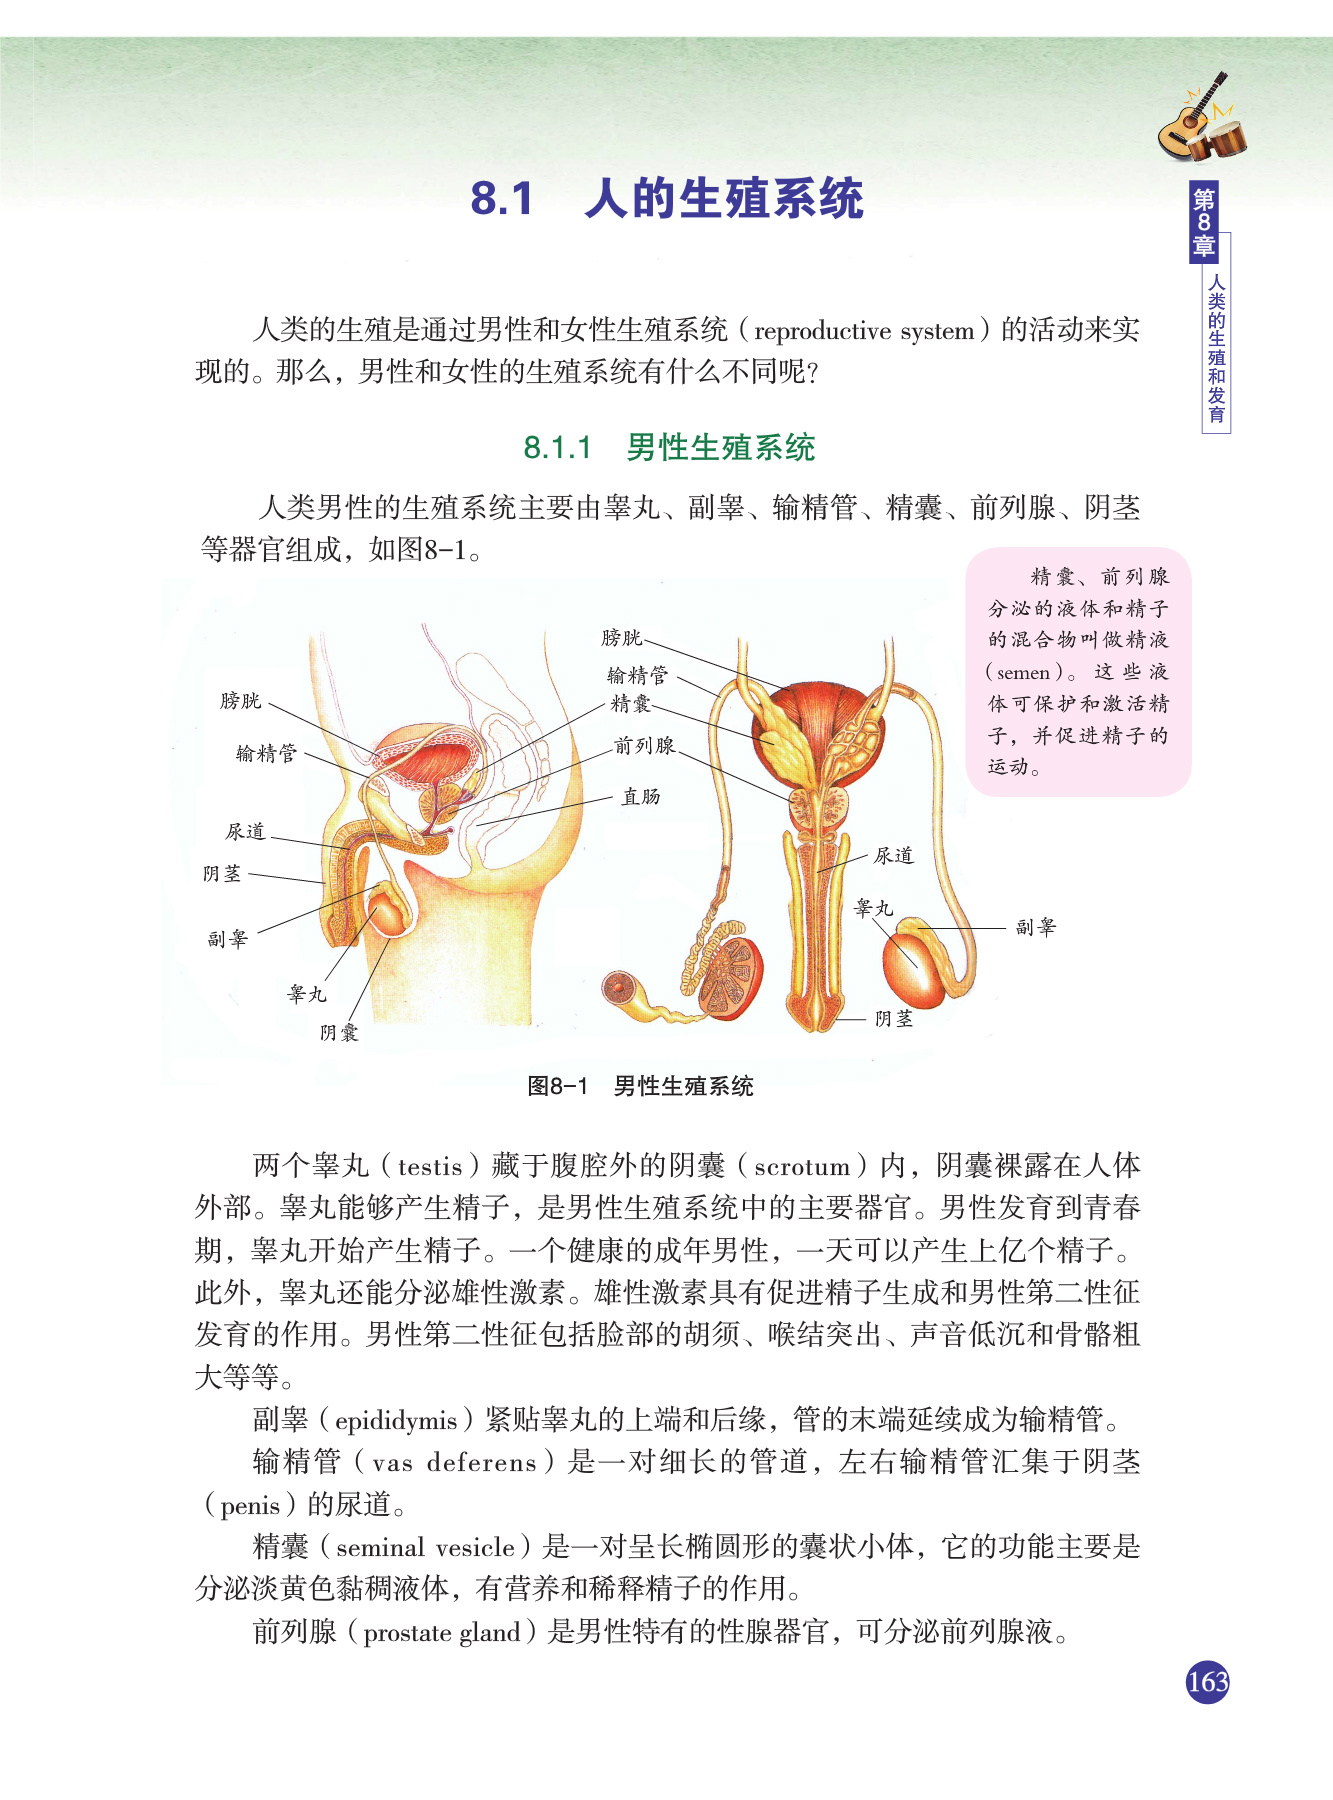 第8章
人类的生殖和发育
8.1 人的生殖系统
人类的生殖是通过男性和女性生殖系统（reproductive system）的活动来实
现的。那么，男性和女性的生殖系统有什么不同呢？
8.1.1 男性生殖系统
人类男性的生殖系统主要由睾丸、副睾、输精管、精囊、前列腺、阴茎
等器官组成，如图8-1。
精囊、前列腺
分泌的液体和精子
的混合物叫做精液
（semen）。这些液
体可保护和激活精
子，并促进精子的
运动。
膀胱
输精管
尿道
阴茎
副睾
睾丸
阴囊
膀胱
输精管
精囊
前列腺
直肠
尿道
睾丸
副睾
阴茎
图8-1 男性生殖系统
两个睾丸（testis）藏于腹腔外的阴囊（scrotum）内，阴囊裸露在人体
外部。睾丸能够产生精子，是男性生殖系统中的主要器官。男性发育到青春
期，睾丸开始产生精子。一个健康的成年男性，一天可以产生上亿个精子。
此外，睾丸还能分泌雄性激素。雄性激素具有促进精子生成和男性第二性征
发育的作用。男性第二性征包括脸部的胡须、喉结突出、声音低沉和骨骼粗
大等等。
副睾（epididymis）紧贴睾丸的上端和后缘，管的末端延续成为输精管。
输精管（vas deferens）是一对细长的管道，左右输精管汇集于阴茎
（penis）的尿道。
精囊（seminal vesicle）是一对呈长椭圆形的囊状小体，它的功能主要是
分泌淡黄色黏稠液体，有营养和稀释精子的作用。
前列腺（prostate gland）是男性特有的性腺器官，可分泌前列腺液。
163